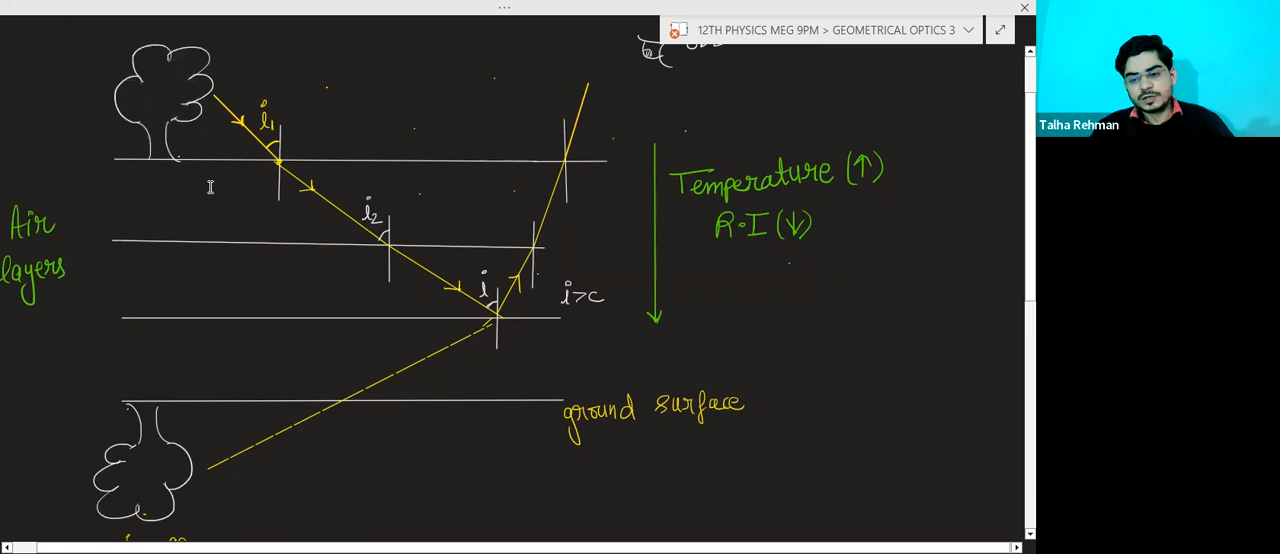 12TH PHYSICS MEG 9PM > GEOMETRICAL OPTICS 3
Talha Rehman
i1
Temperature (↑)
R.I (↓)
i2
Air
layers
i
i>c
ground surface